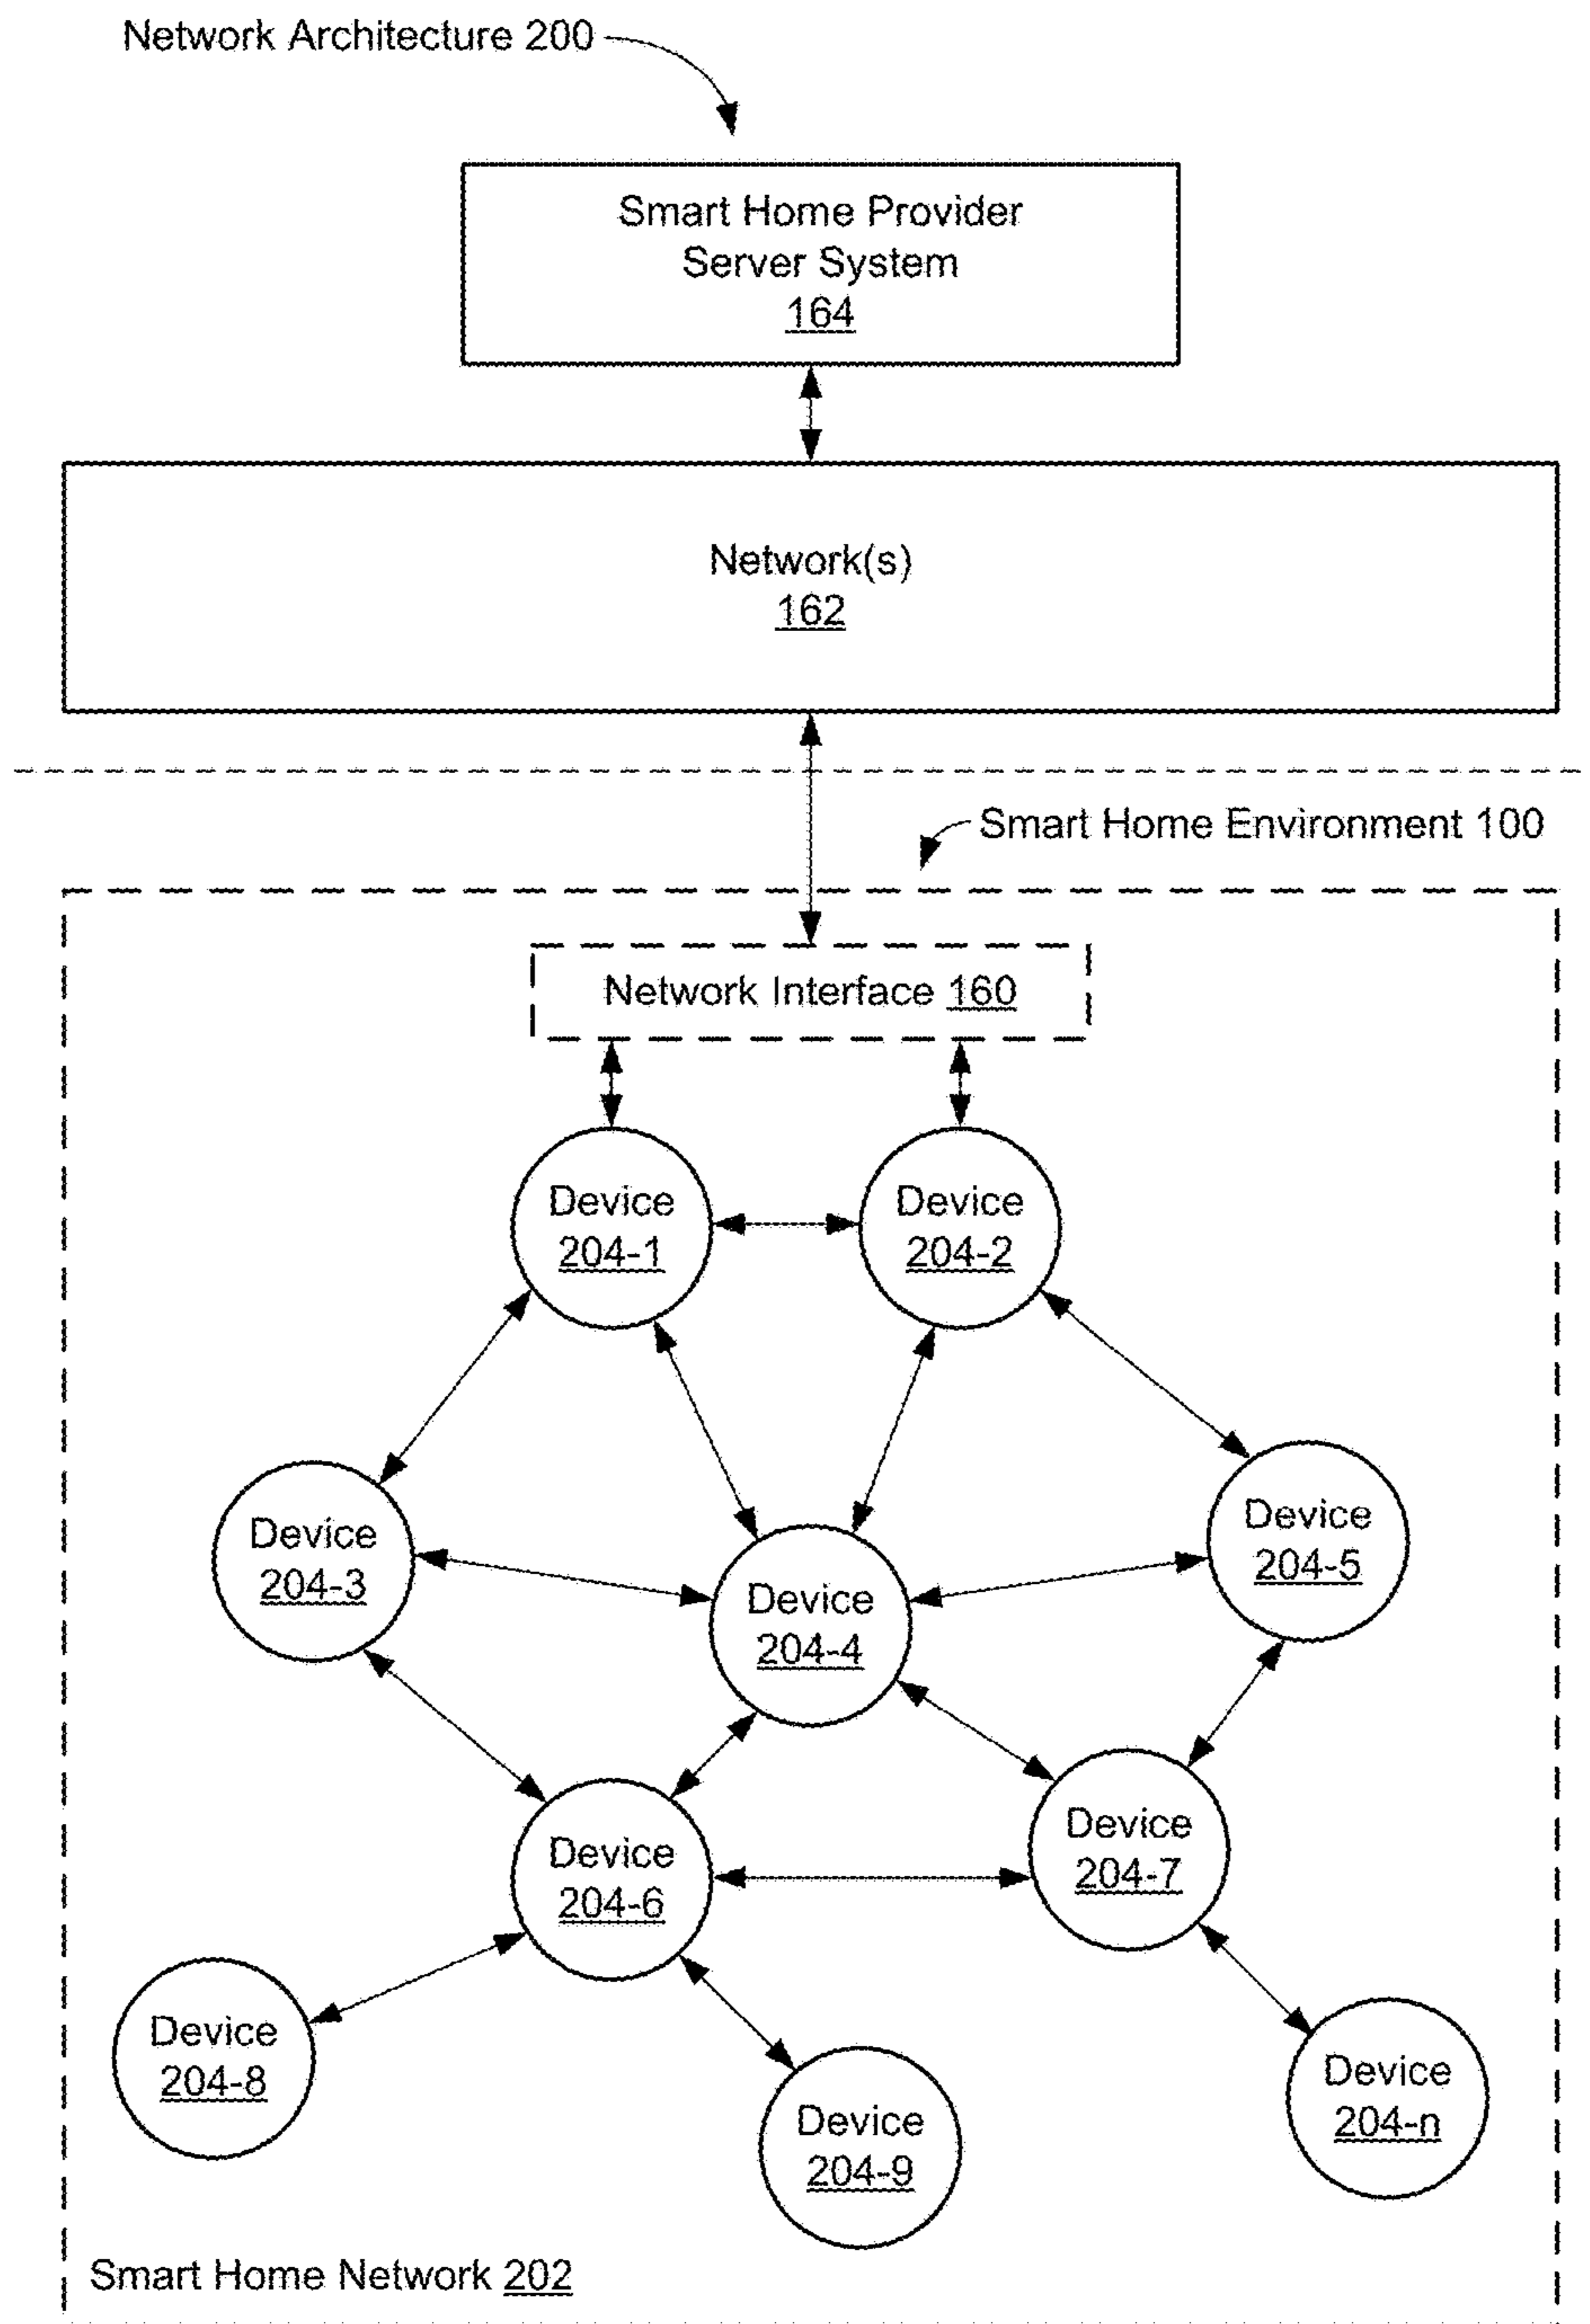 Network Architecture 200
Smart Home Provider
Server System
164
Network(s)
162
Smart Home Environment 100
Network Interface 160
Device
204-1
Device
204-2
Device
204-3
Device
204-4
Device
204-5
Device
204-6
Device
204-7
Device
204-8
Device
204-9
Device
204-n
Smart Home Network 202